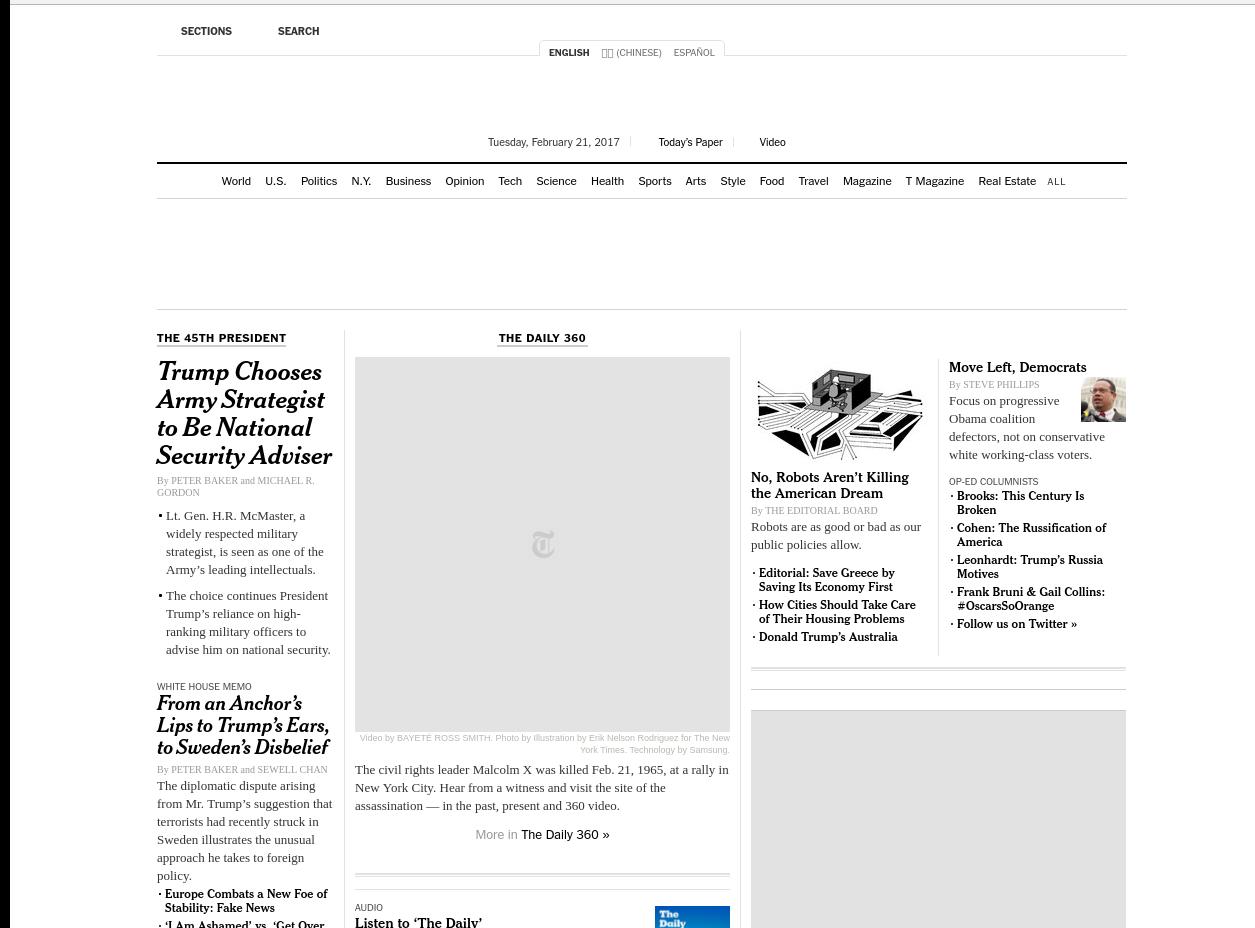 SECTIONS
SEARCH
ENGLISH
(CHINESE)
ESPAÑOL
Tuesday, February 21, 2017
Today's Paper
Video
World
U.S.
Politics
N.Y.
Business
Opinion
Tech
Science
Health
Sports
Arts
Style
Food
Travel
Magazine
T Magazine
Real Estate
ALL
THE 45TH PRESIDENT
Trump Chooses
Army Strategist
to Be National
Security Adviser
By PETER BAKER and MICHAEL R.
GORDON
• Lt. Gen. H.R. McMaster, a
widely respected military
strategist, is seen as one of the
Army's leading intellectuals.
• The choice continues President
Trump's reliance on high-
ranking military officers to
advise him on national security.
WHITE HOUSE MEMO
From an Anchor's
Lips to Trump's Ears,
to Sweden's Disbelief
By PETER BAKER and SEWELL CHAN
The diplomatic dispute arising
from Mr. Trump's suggestion that
terrorists had recently struck in
Sweden illustrates the unusual
approach he takes to foreign
policy.
· Europe Combats a New Foe of
Stability: Fake News
· 'I Am Ashamed' vs. 'Get Over
THE DAILY 360
T
Video by BAYETÉ ROSS SMITH. Photo by Illustration by Erik Nelson Rodriguez for The New
York Times. Technology by Samsung.
The civil rights leader Malcolm X was killed Feb. 21, 1965, at a rally in
New York City. Hear from a witness and visit the site of the
assassination — in the past, present and 360 video.
More in The Daily 360 »
AUDIO
Listen to 'The Daily'
The
Daily
No, Robots Aren't Killing
the American Dream
By THE EDITORIAL BOARD
Robots are as good or bad as our
public policies allow.
· Editorial: Save Greece by
Saving Its Economy First
· How Cities Should Take Care
of Their Housing Problems
· Donald Trump's Australia
Move Left, Democrats
By STEVE PHILLIPS
Focus on progressive
Obama coalition
defectors, not on conservative
white working-class voters.
OP-ED COLUMNISTS
· Brooks: This Century Is
Broken
· Cohen: The Russification of
America
· Leonhardt: Trump's Russia
Motives
· Frank Bruni & Gail Collins:
#OscarsSoOrange
· Follow us on Twitter »